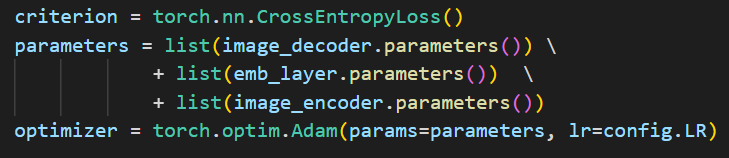 criterion = torch.nn.CrossEntropyLoss()
parameters = list(image_decoder.parameters()) \
           + list(emb_layer.parameters())  \
           + list(image_encoder.parameters())
optimizer = torch.optim.Adam(params=parameters, lr=config.LR)